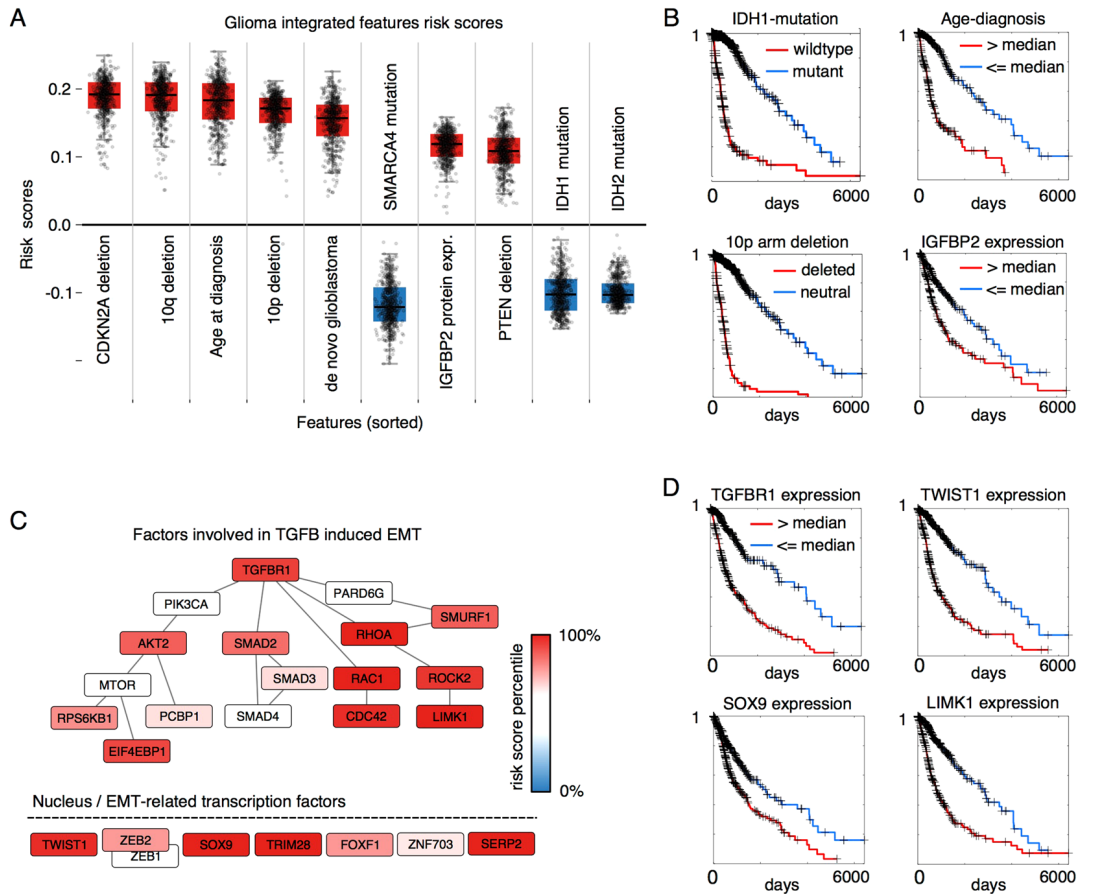 A
Glioma integrated features risk scores
Risk scores
0.2
0.1
0.0
-0.1
CDKN2A deletion
10q deletion
Age at diagnosis
10p deletion
de novo glioblastoma
SMARCA4 mutation
IGFBP2 protein expr.
PTEN deletion
IDH1 mutation
IDH2 mutation
Features (sorted)
B
IDH1-mutation
1
wildtype
mutant
0
6000
days
Age-diagnosis
1
> median
<= median
0
6000
days
10p arm deletion
1
deleted
neutral
0
6000
days
IGFBP2 expression
1
> median
<= median
0
6000
days
C
Factors involved in TGFB induced EMT
TGFBR1
PIK3CA
PARD6G
SMURF1
AKT2
SMAD2
RHOA
MTOR
SMAD3
RAC1
ROCK2
RPS6KB1
PCBP1
SMAD4
CDC42
LIMK1
EIF4EBP1
risk score percentile
100%
0%
Nucleus / EMT-related transcription factors
TWIST1
ZEB2
ZEB1
SOX9
TRIM28
FOXF1
ZNF703
SERP2
D
TGFBR1 expression
1
> median
<= median
0
6000
days
TWIST1 expression
1
0
6000
days
SOX9 expression
1
0
6000
days
LIMK1 expression
1
0
6000
days